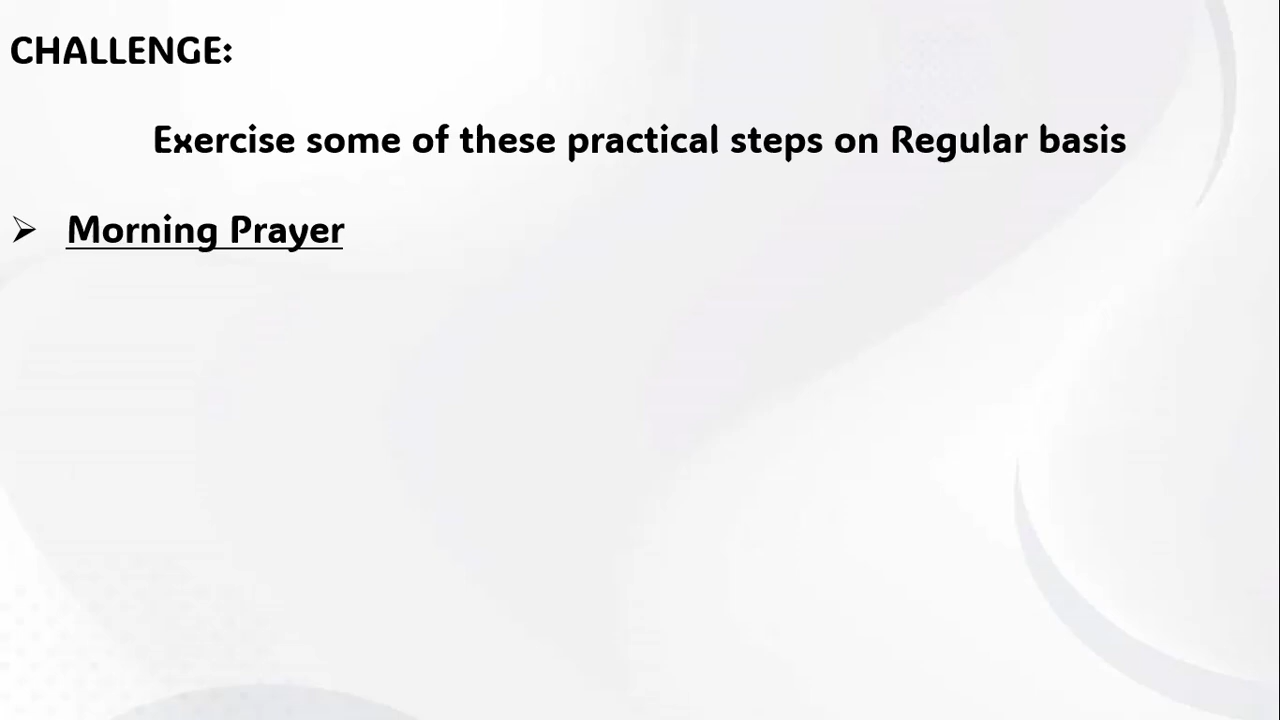 CHALLENGE:
Exercise some of these practical steps on Regular basis
➢ Morning Prayer